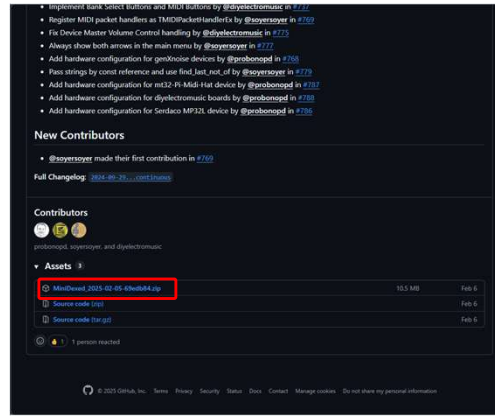 Implement Bank Select Buttons and MIDI Buttons by @diyelectromusic in #737
Register MIDI packet handlers as TMIDIPacketHandlerEx by @soyersoyer in #769
Fix Device Master Volume Control handling by @diyelectromusic in #775
Always show both arrows in the main menu by @soyersoyer in #777
Add hardware configuration for genXnoise devices by @probonopd in #768
Pass strings by const reference and use find_last_not_of by @soyersoyer in #779
Add hardware configuration for mt32-Pi-Midi-Hat device by @probonopd in #787
Add hardware configuration for diyelectromusic boards by @probonopd in #788
Add hardware configuration for Serdaco MP32L device by @probonopd in #786
New Contributors
@soyersoyer made their first contribution in #769
Full Changelog: 2024-09-29...continuous
Contributors
probonopd, soyersoyer, and diyelectromusic
Assets 3
MiniDexed_2025-02-05-69edb84.zip 10.5 MB Feb 6
Source code (zip) Feb 6
Source code (tar.gz) Feb 6
1 1 person reacted
© 2025 GitHub, Inc. Terms Privacy Security Status Docs Contact Manage cookies Do not share my personal information